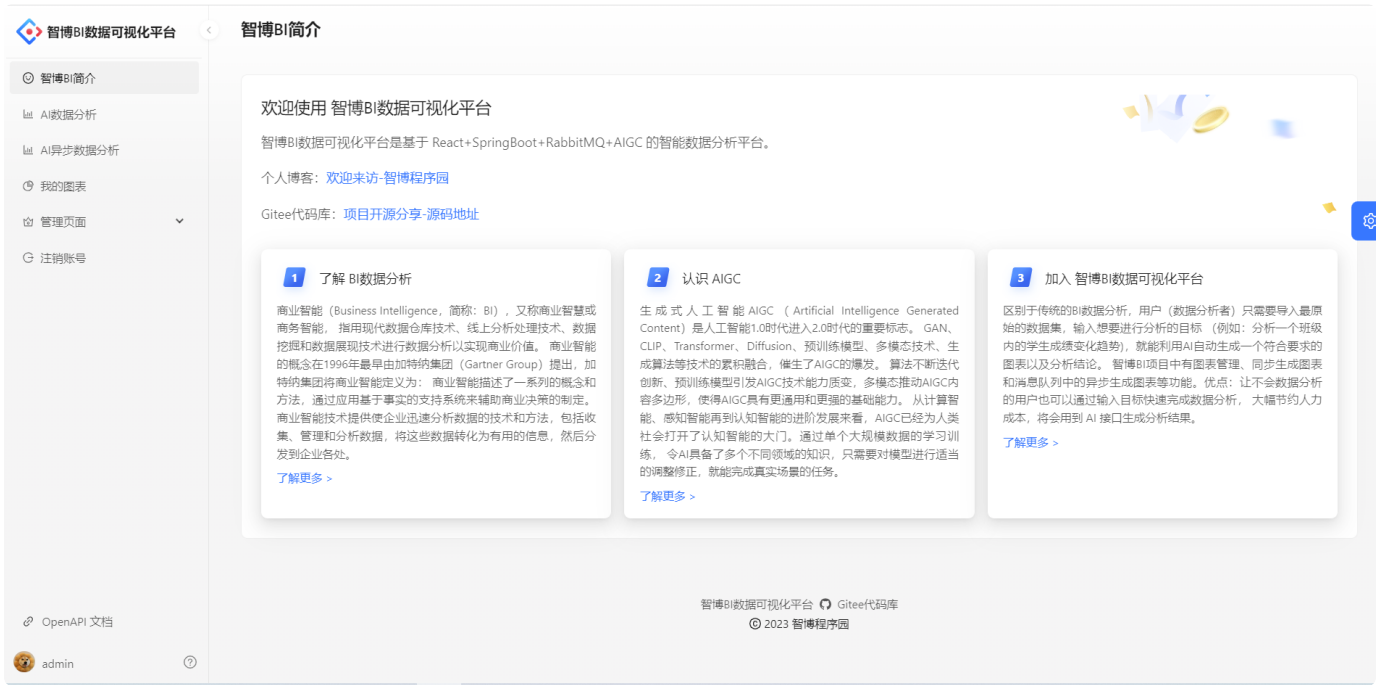 智博BI数据可视化平台
智博BI简介
AI数据分析
AI异步数据分析
我的图表
管理页面
注销账号
OpenAPI 文档
admin
智博BI简介
欢迎使用 智博BI数据可视化平台
智博BI数据可视化平台是基于 React+SpringBoot+RabbitMQ+AIGC 的智能数据分析平台。
个人博客：欢迎来访-智博程序园
Gitee代码库：项目开源分享-源码地址
1 了解 BI数据分析
商业智能（Business Intelligence，简称：BI），又称商业智慧或
商务智能， 指用现代数据仓库技术、线上分析处理技术、数据
挖掘和数据展现技术进行数据分析以实现商业价值。 商业智能
的概念在1996年最早由加特纳集团（Gartner Group）提出，加
特纳集团将商业智能定义为： 商业智能描述了一系列的概念和
方法，通过应用基于事实的支持系统来辅助商业决策的制定。
商业智能技术提供使企业迅速分析数据的技术和方法，包括收
集、管理和分析数据，将这些数据转化为有用的信息，然后分
发到企业各处。
了解更多 >
2 认识 AIGC
生成式人工智能AIGC（Artificial Intelligence Generated
Content）是人工智能1.0时代进入2.0时代的重要标志。 GAN、
CLIP、Transformer、Diffusion、预训练模型、多模态技术、生
成算法等技术的累积融合，催生了AIGC的爆发。 算法不断迭代
创新、预训练模型引发AIGC技术能力质变，多模态推动AIGC内
容多边形，使得AIGC具有更通用和更强的基础能力。 从计算智
能、感知智能再到认知智能的进阶发展来看，AIGC已经为人类
社会打开了认知智能的大门。通过单个大规模数据的学习训
练， 令AI具备了多个不同领域的知识，只需要对模型进行适当
的调整修正，就能完成真实场景的任务。
了解更多 >
3 加入 智博BI数据可视化平台
区别于传统的BI数据分析，用户（数据分析者）只需要导入最原
始的数据集，输入想要进行分析的目标 （例如：分析一个班级
内的学生成绩变化趋势)，就能利用AI自动生成一个符合要求的
图表以及分析结论。 智博BI项目中有图表管理、同步生成图表
和消息队列中的异步生成图表等功能。优点：让不会数据分析
的用户也可以通过输入目标快速完成数据分析， 大幅节约人力
成本，将会用到 AI 接口生成分析结果。
了解更多 >
智博BI数据可视化平台 Gitee代码库
© 2023 智博程序园